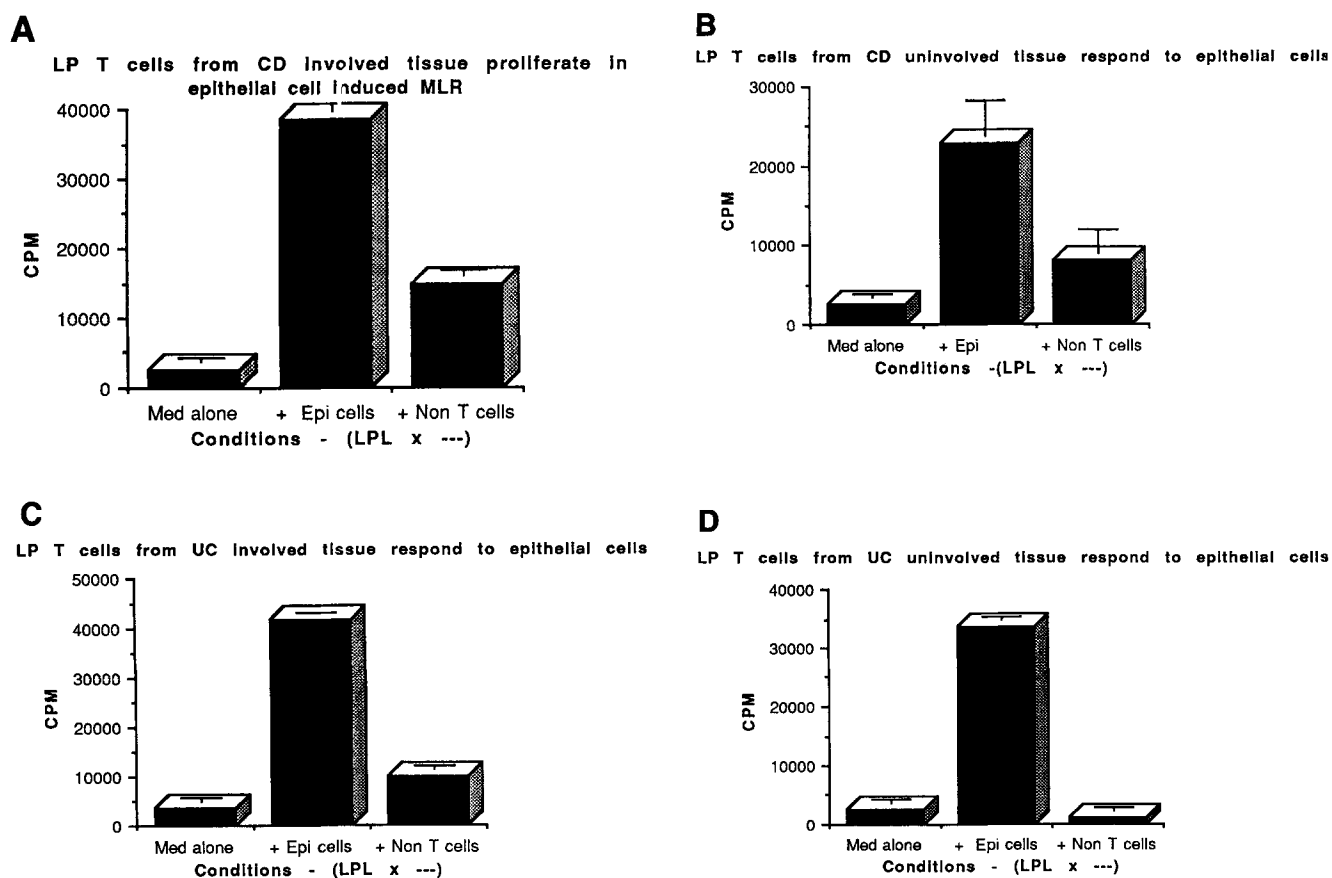 A
LP T cells from CD involved tissue proliferate in
epithelial cell induced MLR
40000
30000
20000
10000
0
CPM
Med alone + Epi cells + Non T cells
Conditions - (LPL x ---)
B
LP T cells from CD uninvolved tissue respond to epithelial cells
30000
20000
10000
0
CPM
Med alone + Epi + Non T cells
Conditions -(LPL x ---)
C
LP T cells from UC involved tissue respond to epithelial cells
50000
40000
30000
20000
10000
0
CPM
Med alone + Epi cells + Non T cells
Conditions - (LPL x ---)
D
LP T cells from UC uninvolved tissue respond to epithelial cells
40000
30000
20000
10000
0
CPM
Med alone + Epi cells + Non T cells
Conditions - (LPL x ---)